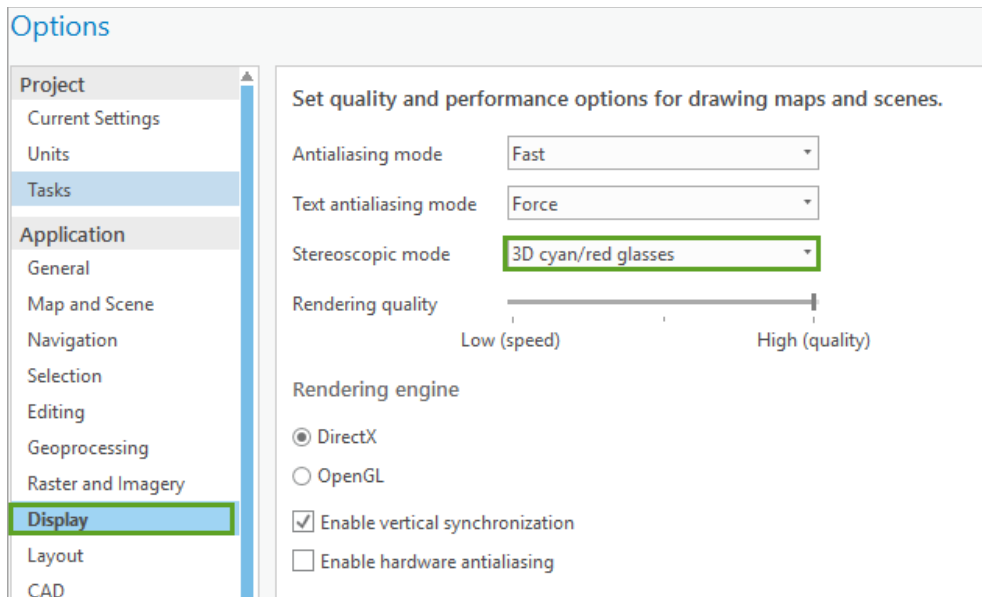 Options
Project
Current Settings
Units
Tasks
Application
General
Map and Scene
Navigation
Selection
Editing
Geoprocessing
Raster and Imagery
Display
Layout
CAD
Set quality and performance options for drawing maps and scenes.
Antialiasing mode Fast
Text antialiasing mode Force
Stereoscopic mode 3D cyan/red glasses
Rendering quality
Low (speed) High (quality)
Rendering engine
DirectX
OpenGL
Enable vertical synchronization
Enable hardware antialiasing